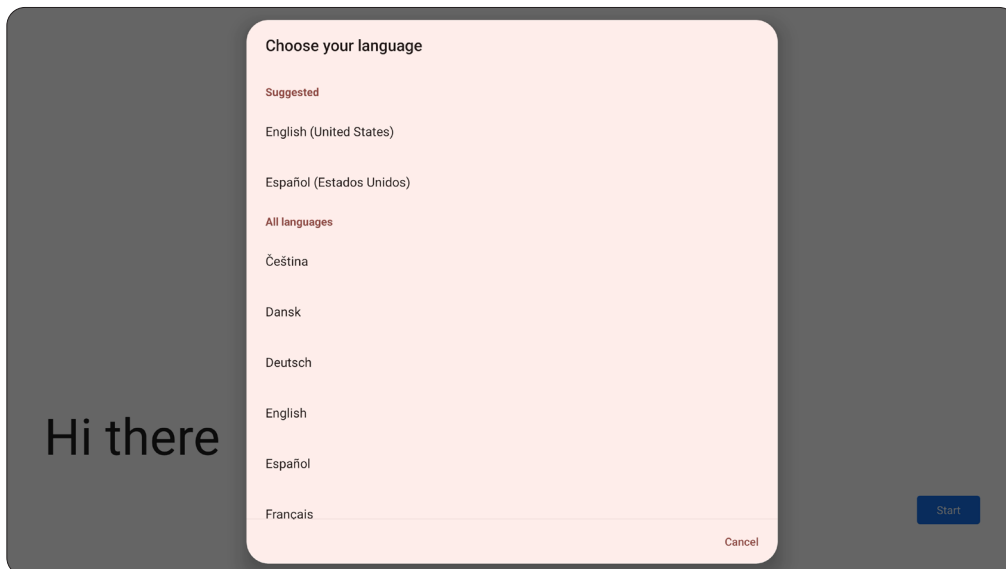 Choose your language
Suggested
English (United States)
Español (Estados Unidos)
All languages
Čeština
Dansk
Deutsch
English
Español
Français
Cancel
Hi there
Start